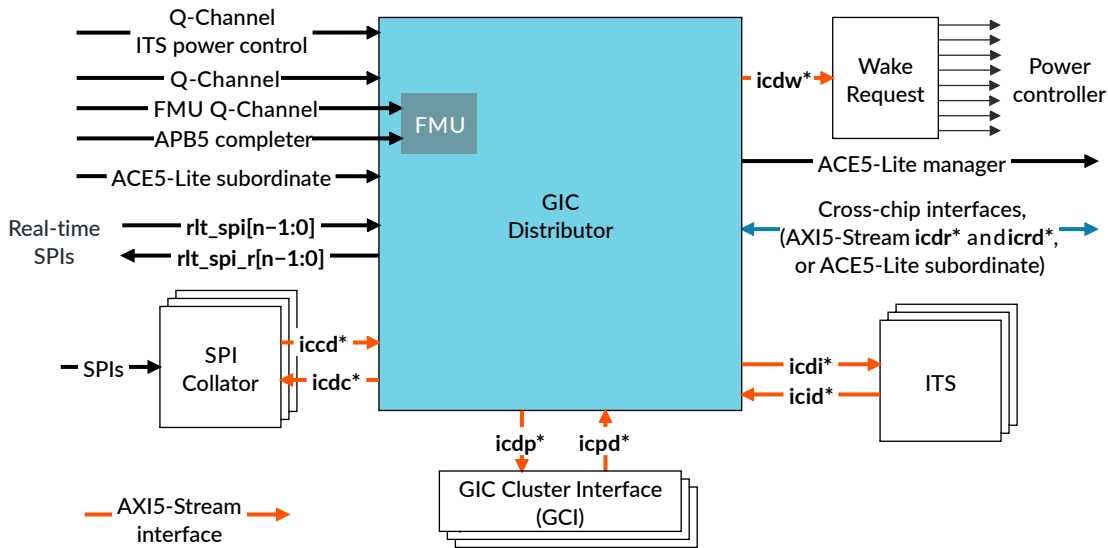 Q-Channel
ITS power control
Q-Channel
FMU Q-Channel
APB5 completer
FMU
ACE5-Lite subordinate
Real-time
SPIs
rlt_spi[n−1:0]
rlt_spi_r[n−1:0]
GIC
Distributor
icdw*
Wake
Request
Power
controller
ACE5-Lite manager
Cross-chip interfaces,
(AXI5-Stream icdr* and icrd*,
or ACE5-Lite subordinate)
SPIs
SPI
Collator
iccd*
icdc*
icdi*
icid*
ITS
icdp*
icpd*
GIC Cluster Interface
(GCI)
AXI5-Stream
interface